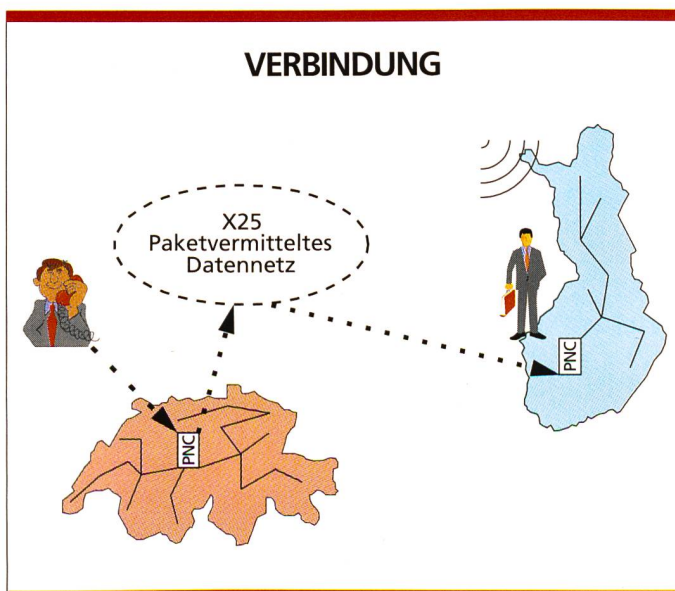 VERBINDUNG
X25
Paketvermitteltes
Datennetz
PNC
PNC